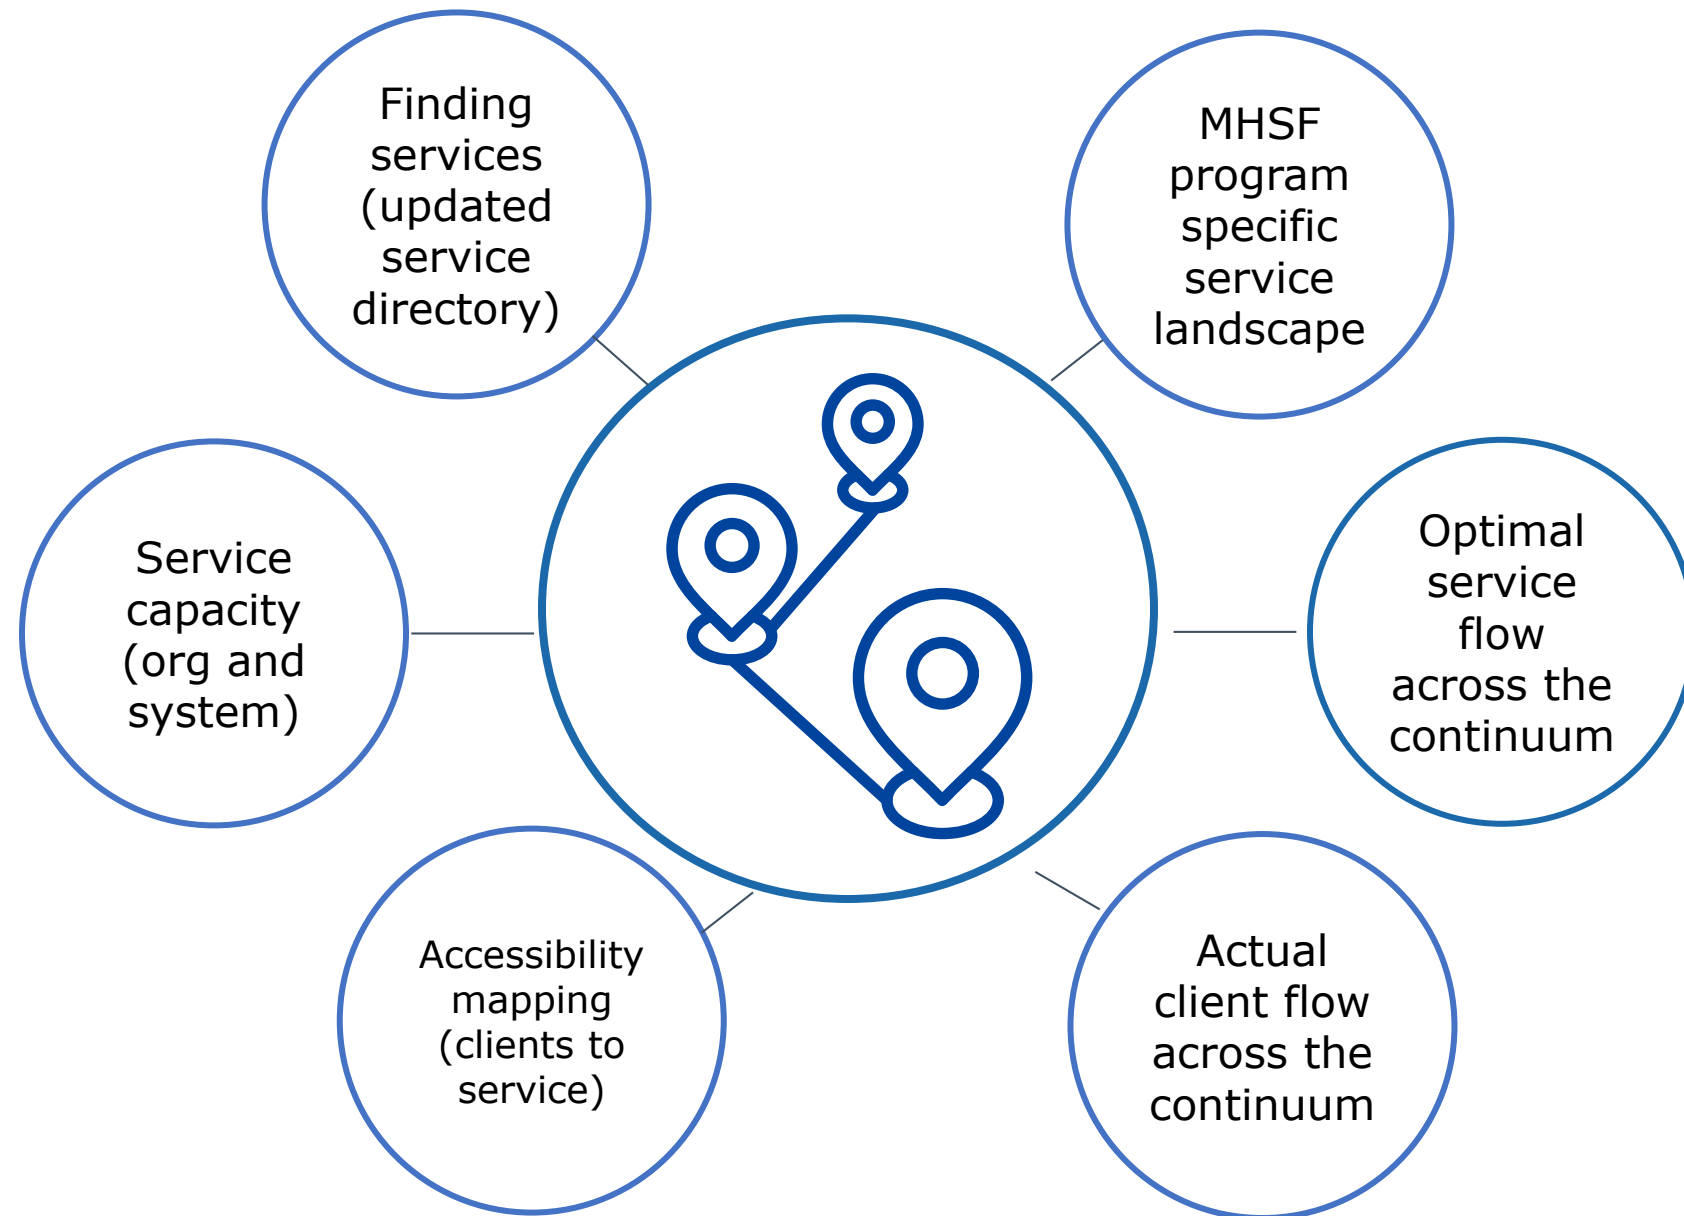 Finding
services
(updated
service
directory)
MHSF
program
specific
service
landscape
Service
capacity
(org and
system)
Optimal
service
flow
across the
continuum
Accessibility
mapping
(clients to
service)
Actual
client flow
across the
continuum